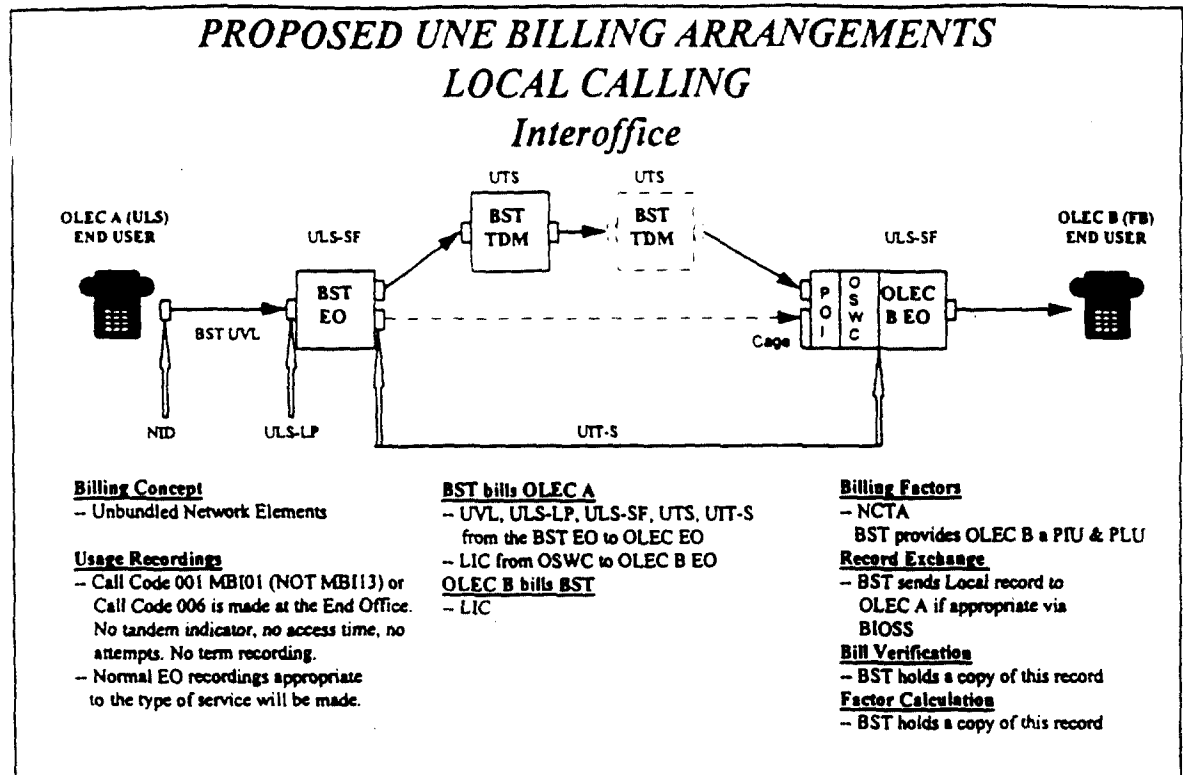 PROPOSED UNE BILLING ARRANGEMENTS
LOCAL CALLING
Interoffice
UTS
UTS
OLEC A (ULS)
END USER
ULS-SF
BST
TDM
BST
TDM
ULS-SF
OLEC B (FB)
END USER
BST
EO
BST UVL
Cage
POI
OSWC
OLEC
B EO
NID
ULS-LP
UTT-S
Billing Concept
-- Unbundled Network Elements
Usage Recordings
-- Call Code 001 MBI01 (NOT MBI13) or
Call Code 006 is made at the End Office.
No tandem indicator, no access time, no
attempts. No term recording.
-- Normal EO recordings appropriate
to the type of service will be made.
BST bills OLEC A
-- UVL, ULS-LP, ULS-SF, UTS, UTT-S
from the BST EO to OLEC EO
-- LIC from OSWC to OLEC B EO
OLEC B bills BST
-- LIC
Billing Factors
-- NCTA
BST provides OLEC B a PIU & PLU
Record Exchange
-- BST sends Local record to
OLEC A if appropriate via
BIOSS
Bill Verification
-- BST holds a copy of this record
Factor Calculation
-- BST holds a copy of this record